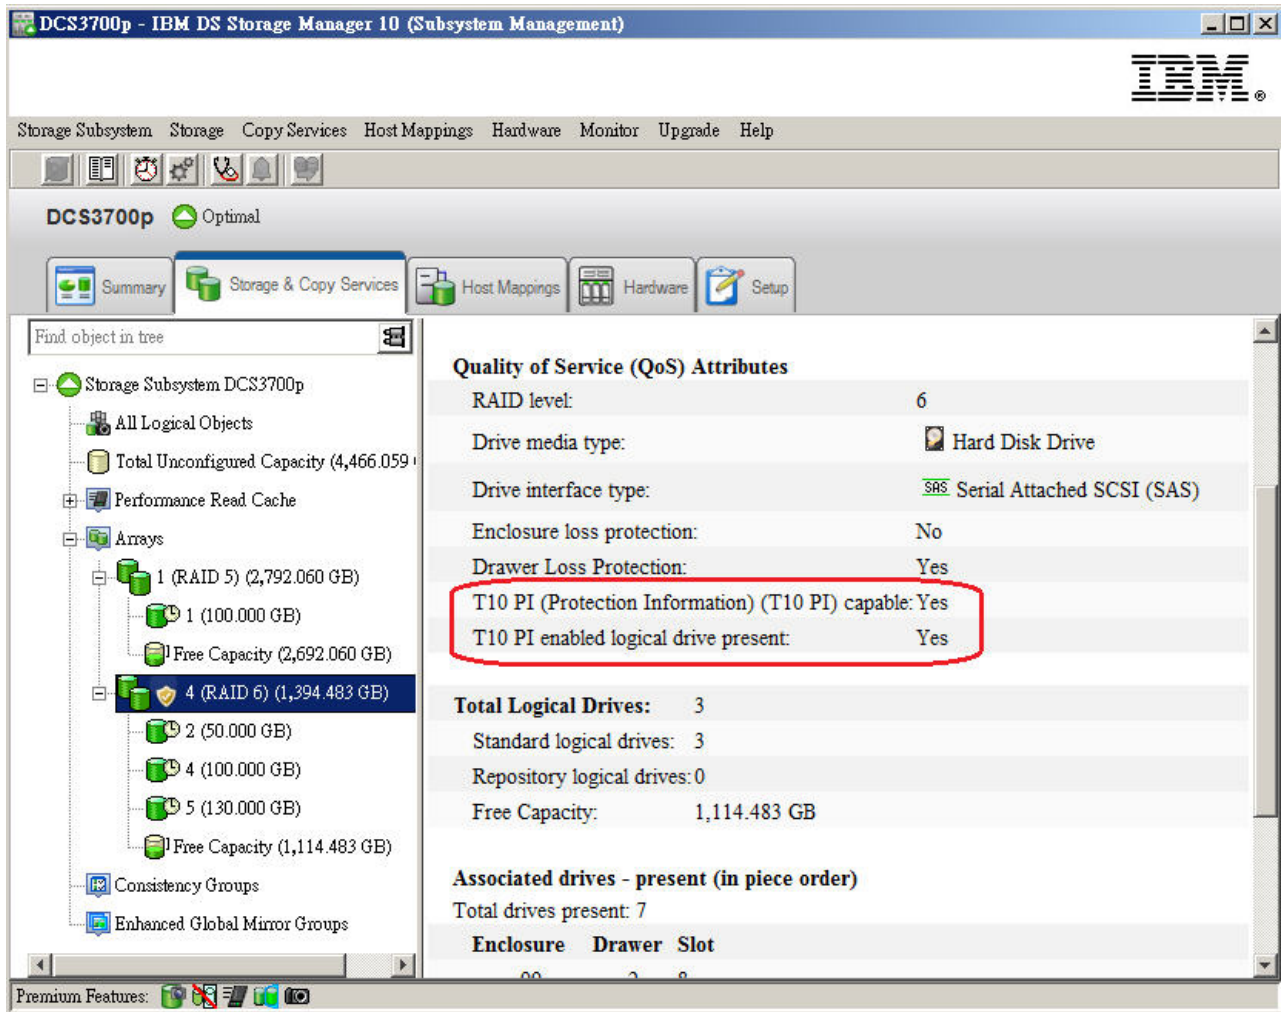 DCS3700p - IBM DS Storage Manager 10 (Subsystem Management)
IBM®
Storage Subsystem Storage Copy Services Host Mappings Hardware Monitor Upgrade Help
DCS3700p Optimal
Summary Storage & Copy Services Host Mappings Hardware Setup
Find object in tree
Storage Subsystem DCS3700p
All Logical Objects
Total Unconfigured Capacity (4,466.059
Performance Read Cache
Arrays
1 (RAID 5) (2,792.060 GB)
1 (100.000 GB)
Free Capacity (2,692.060 GB)
4 (RAID 6) (1,394.483 GB)
2 (50.000 GB)
4 (100.000 GB)
5 (130.000 GB)
Free Capacity (1,114.483 GB)
Consistency Groups
Enhanced Global Mirror Groups
Quality of Service (QoS) Attributes
RAID level: 6
Drive media type: Hard Disk Drive
Drive interface type: SAS Serial Attached SCSI (SAS)
Enclosure loss protection: No
Drawer Loss Protection: Yes
T10 PI (Protection Information) (T10 PI) capable: Yes
T10 PI enabled logical drive present: Yes
Total Logical Drives: 3
Standard logical drives: 3
Repository logical drives: 0
Free Capacity: 1,114.483 GB
Associated drives - present (in piece order)
Total drives present: 7
Enclosure Drawer Slot
Premium Features: